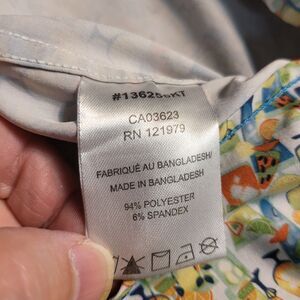 CA03623
RN 121979
FABRIQUÉ AU BANGLADESH/
MADE IN BANGLADESH
94% POLYESTER
6% SPANDEX